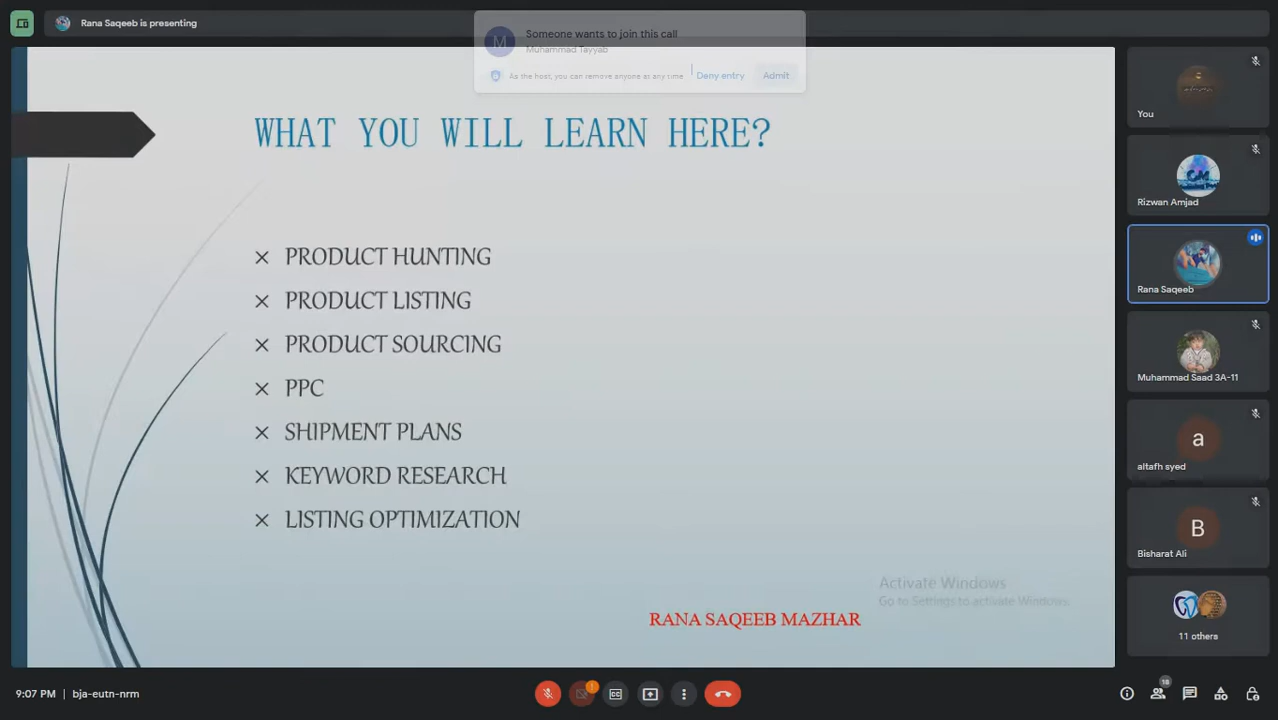 Rana Saqeeb is presenting
Someone wants to join this call
M
Muhammad Tayyab
As the host, you can remove anyone at any time
Deny entry
Admit
WHAT YOU WILL LEARN HERE?
PRODUCT HUNTING
PRODUCT LISTING
PRODUCT SOURCING
PPC
SHIPMENT PLANS
KEYWORD RESEARCH
LISTING OPTIMIZATION
Activate Windows
Go to Settings to activate Windows.
RANA SAQEEB MAZHAR
You
Rizwan Amjad
Rana Saqeeb
Muhammad Saad 3A-11
a
altafh syed
B
Bisharat Ali
11 others
9:07 PM | bja-eutn-nrm
CC
18